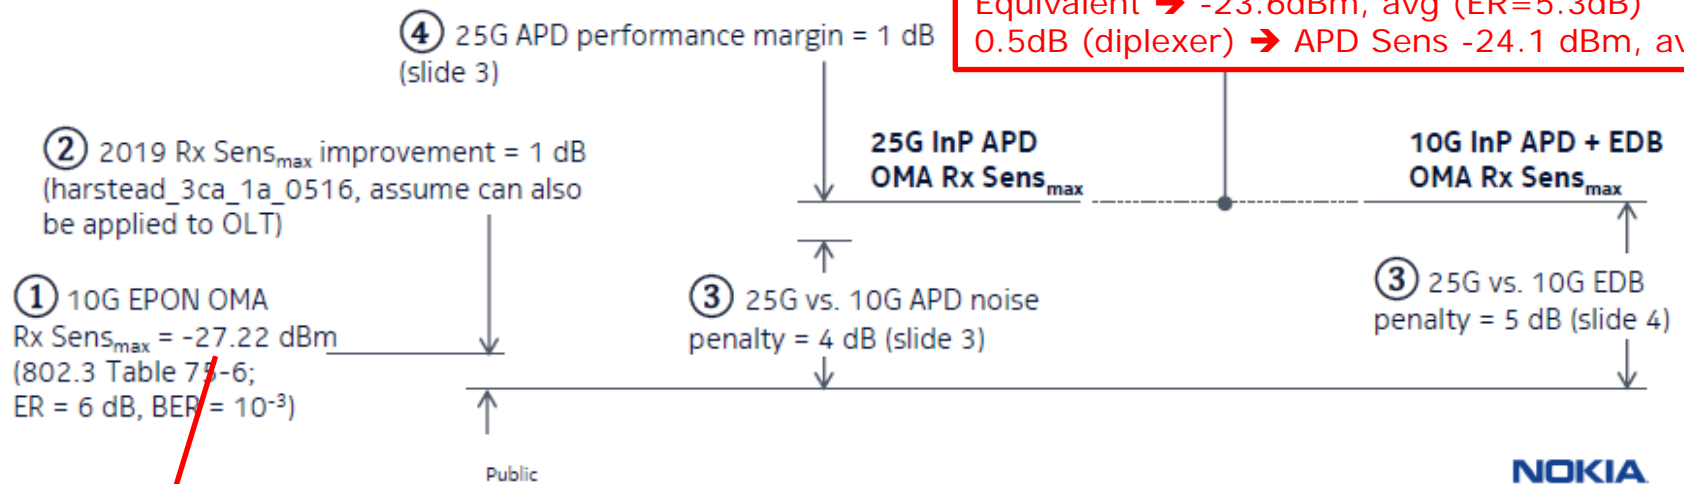 Equivalent ➔ -23.6dBm, avg (ER=5.3dB)
0.5dB (diplexer) ➔ APD Sens -24.1 dBm,
④ 25G APD performance margin = 1 dB
(slide 3)
② 2019 Rx Sensmax improvement = 1 dB
(harstead_3ca_1a_0516, assume can also
be applied to OLT)
25G InP APD
OMA Rx Sensmax
10G InP APD + EDB
OMA Rx Sensmax
① 10G EPON OMA
Rx Sensmax = -27.22 dBm
(802.3 Table 75-6;
ER = 6 dB, BER = 10-3)
③ 25G vs. 10G APD noise
penalty = 4 dB (slide 3)
③ 25G vs. 10G EDB
penalty = 5 dB (slide 4)
Public
NOKIA